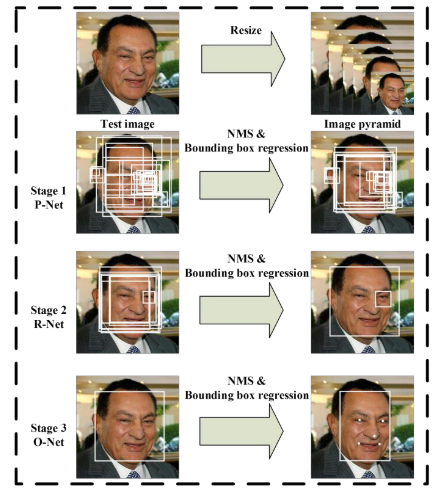 Resize
Test image
Image pyramid
NMS &
Bounding box regression
Stage 1
P-Net
NMS &
Bounding box regression
Stage 2
R-Net
NMS &
Bounding box regression
Stage 3
O-Net